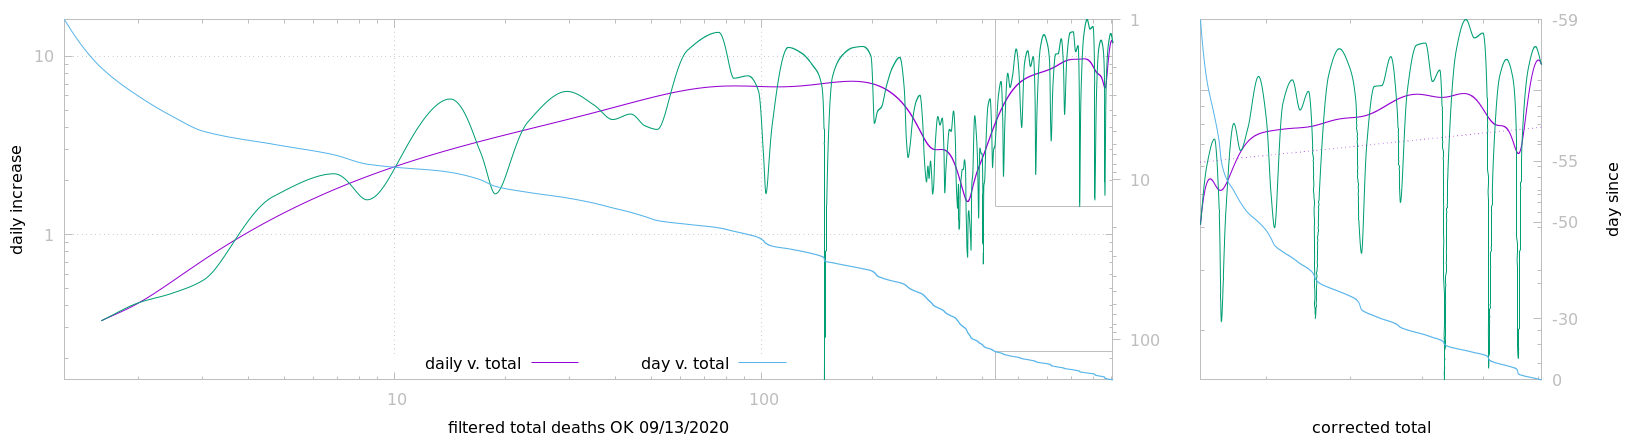 10
1
daily increase
daily v. total
day v. total
10
100
filtered total deaths OK 09/13/2020
1
10
100
-59
-55
-50
-30
0
day since
corrected total